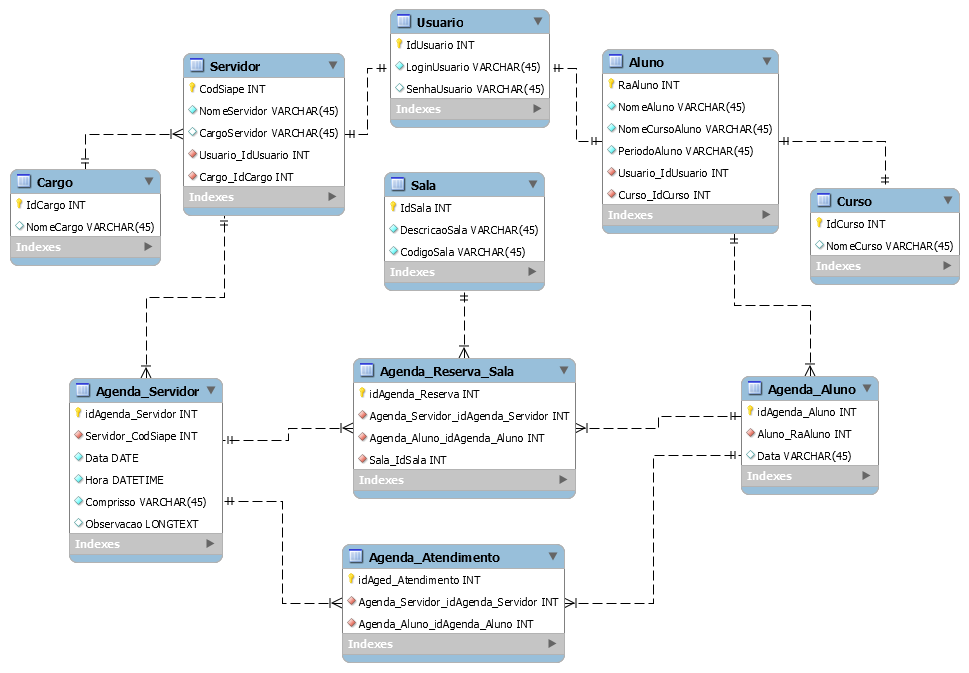 Usuario
IdUsuario INT
LoginUsuario VARCHAR(45)
SenhaUsuario VARCHAR(45)
Indexes
Servidor
CodSiape INT
NomeServidor VARCHAR(45)
CargoServidor VARCHAR(45)
Usuario_IdUsuario INT
Cargo_IdCargo INT
Indexes
Aluno
RaAluno INT
NomeAluno VARCHAR(45)
NomeCursoAluno VARCHAR(45)
PeriodoAluno VARCHAR(45)
Usuario_IdUsuario INT
Curso_IdCurso INT
Indexes
Cargo
IdCargo INT
NomeCargo VARCHAR(45)
Indexes
Sala
IdSala INT
DescricaoSala VARCHAR(45)
CodigoSala VARCHAR(45)
Indexes
Curso
IdCurso INT
NomeCurso VARCHAR(45)
Indexes
Agenda_Servidor
idAgenda_Servidor INT
Servidor_CodSiape INT
Data DATE
Hora DATETIME
Comprisso VARCHAR(45)
Observacao LONGTEXT
Indexes
Agenda_Reserva_Sala
idAgenda_Reserva INT
Agenda_Servidor_idAgenda_Servidor INT
Agenda_Aluno_idAgenda_Aluno INT
Sala_IdSala INT
Indexes
Agenda_Aluno
idAgenda_Aluno INT
Aluno_RaAluno INT
Data VARCHAR(45)
Indexes
Agenda_Atendimento
idAged_Atendimento INT
Agenda_Servidor_idAgenda_Servidor INT
Agenda_Aluno_idAgenda_Aluno INT
Indexes